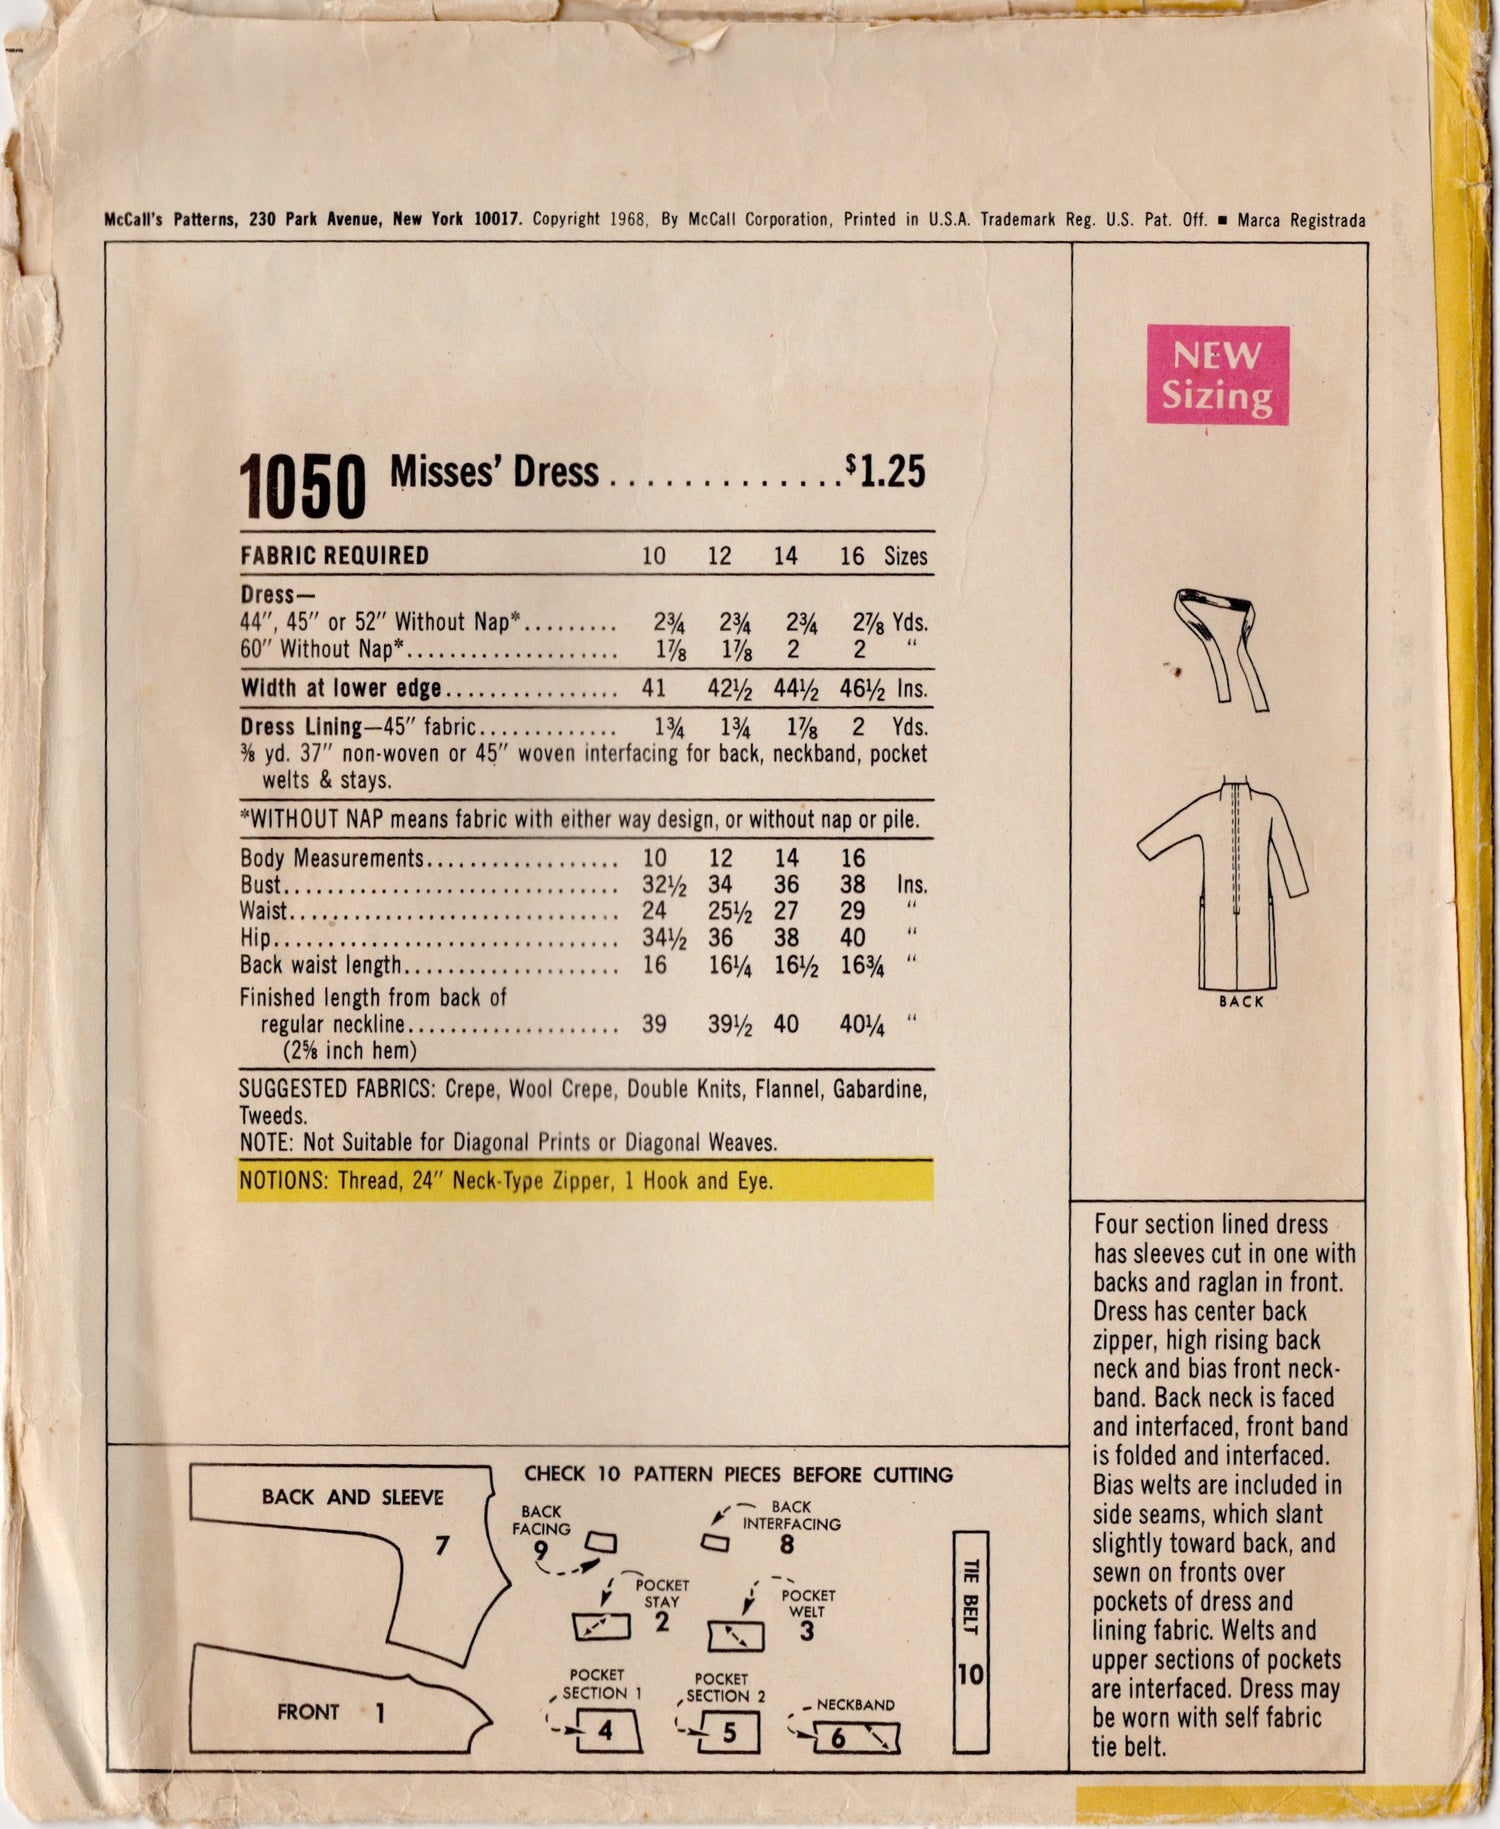 McCall's Patterns, 230 Park Avenue, New York 10017. Copyright 1968, By McCall Corporation, Printed in U.S.A. Trademark Reg. U.S. Pat. Off. ■ Marca Registrada
NEW
Sizing
1050 Misses' Dress ..............$1.25
FABRIC REQUIRED 10 12 14 16 Sizes
Dress—
44", 45" or 52" Without Nap*......... 2¾ 2¾ 2¾ 2⅞ Yds.
60" Without Nap*.................... 1⅞ 1⅞ 2 2 "
Width at lower edge................ 41 42½ 44½ 46½ Ins.
Dress Lining—45" fabric............. 1¾ 1¾ 1⅞ 2 Yds.
⅜ yd. 37" non-woven or 45" woven interfacing for back, neckband, pocket
welts & stays.
*WITHOUT NAP means fabric with either way design, or without nap or pile.
Body Measurements.................. 10 12 14 16
Bust............................... 32½ 34 36 38 Ins.
Waist.............................. 24 25½ 27 29 "
Hip................................ 34½ 36 38 40 "
Back waist length.................... 16 16¼ 16½ 16¾ "
Finished length from back of
regular neckline.................... 39 39½ 40 40¼ "
(2⅝ inch hem)
SUGGESTED FABRICS: Crepe, Wool Crepe, Double Knits, Flannel, Gabardine,
Tweeds.
NOTE: Not Suitable for Diagonal Prints or Diagonal Weaves.
NOTIONS: Thread, 24" Neck-Type Zipper, 1 Hook and Eye.
BACK
Four section lined dress
has sleeves cut in one with
backs and raglan in front.
Dress has center back
zipper, high rising back
neck and bias front neck-
band. Back neck is faced
and interfaced, front band
is folded and interfaced.
Bias welts are included in
side seams, which slant
slightly toward back, and
sewn on fronts over
pockets of dress and
lining fabric. Welts and
upper sections of pockets
are interfaced. Dress may
be worn with self fabric
tie belt.
CHECK 10 PATTERN PIECES BEFORE CUTTING
BACK AND SLEEVE
7
BACK
FACING
9
BACK
INTERFACING
8
POCKET
STAY
2
POCKET
WELT
3
FRONT 1
POCKET
SECTION 1
4
POCKET
SECTION 2
5
NECKBAND
6
TIE BELT
10